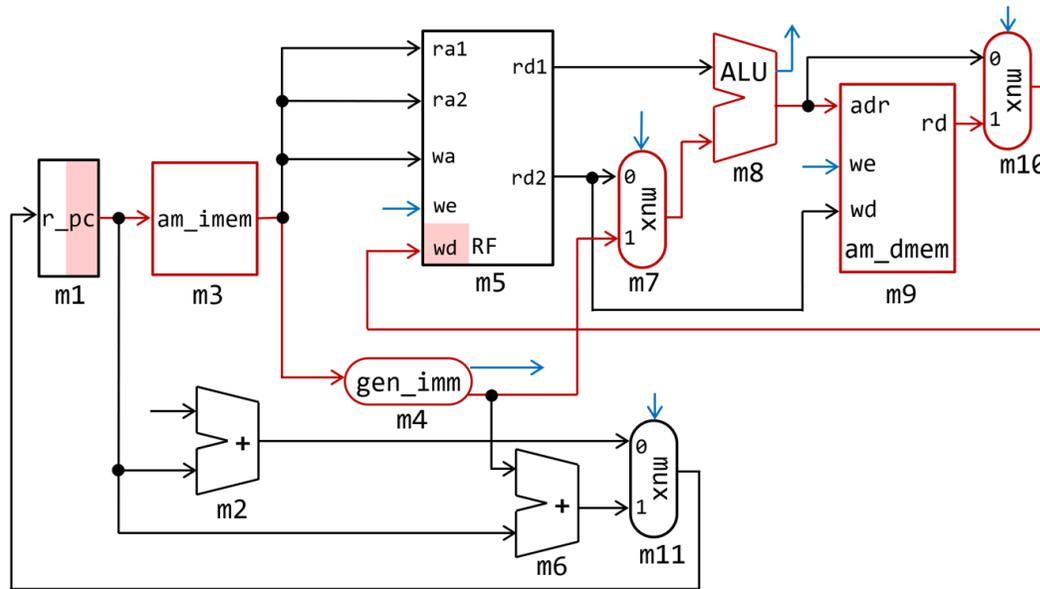 ra1
rd1
ALU
0
mux
1
m10
ra2
adr
rd
wa
we
rd2
0
mux
1
m7
m8
we
r_pc
am_imem
wd
RF
wd
am_dmem
m1
m3
m5
m9
gen_imm
m4
+
m2
0
mux
1
m11
+
m6